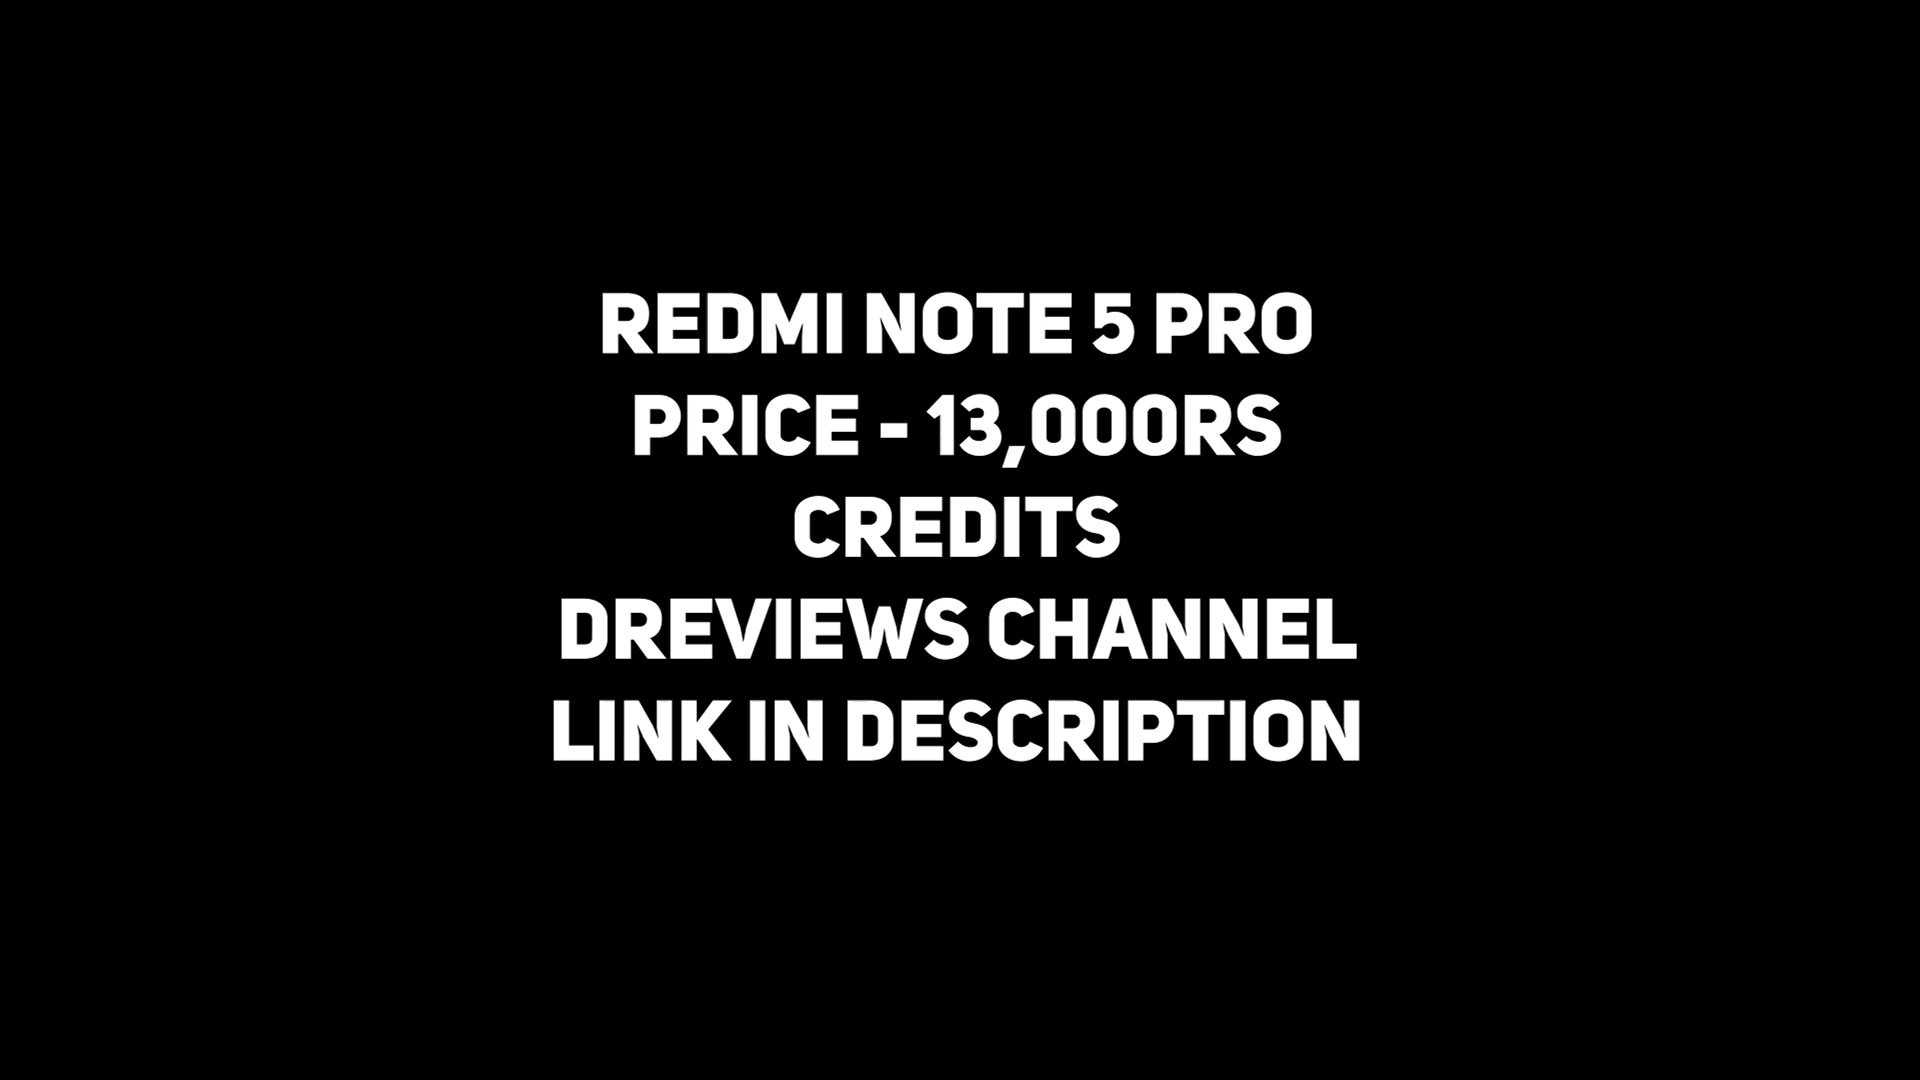 REDMI NOTE 5 PRO
PRICE - 13,000RS
CREDITS
DREVIEWS CHANNEL
LINK IN DESCRIPTION